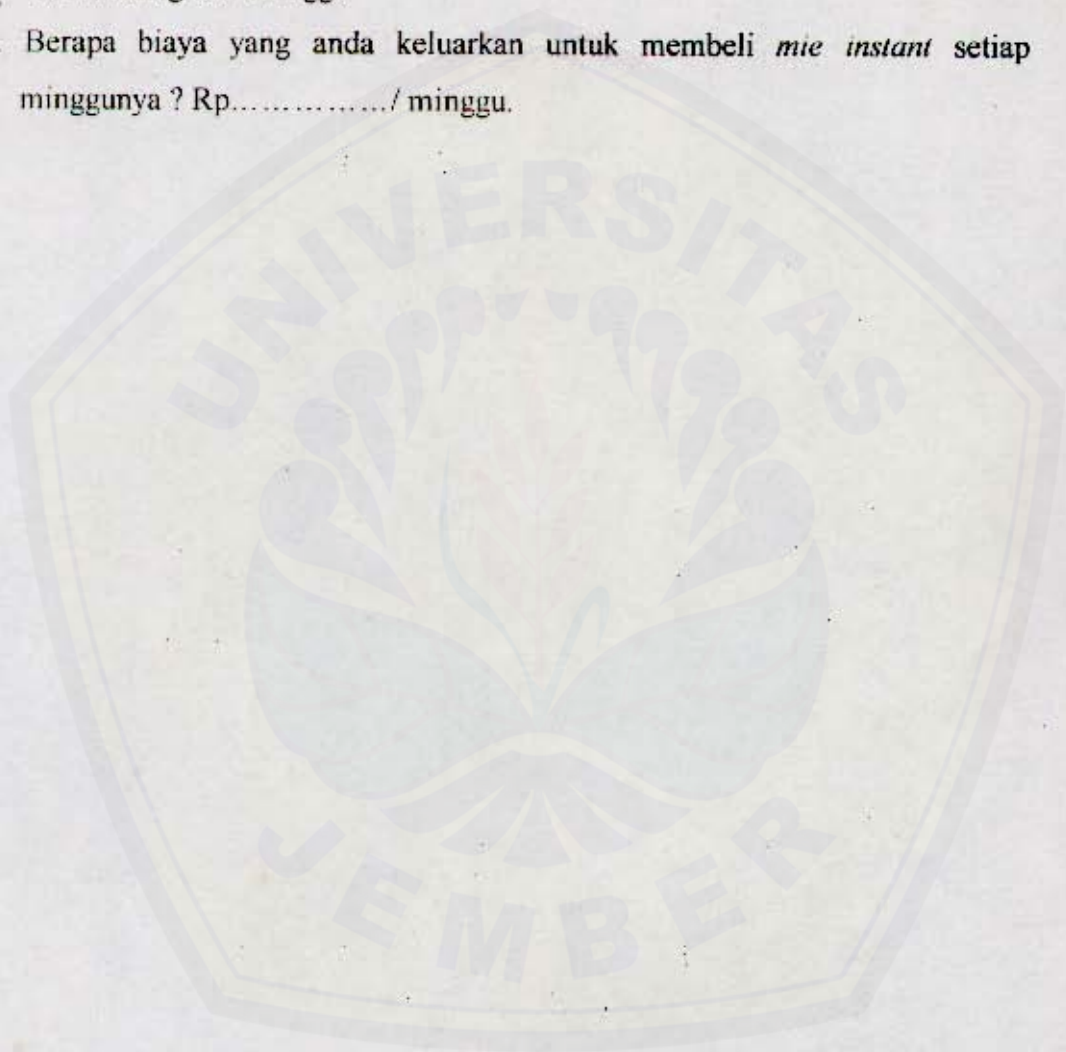 Berapa biaya yang anda keluarkan untuk membeli mie instant setiap
minggunya ? Rp.............../ minggu.
UNIVERSITAS
JEMBER